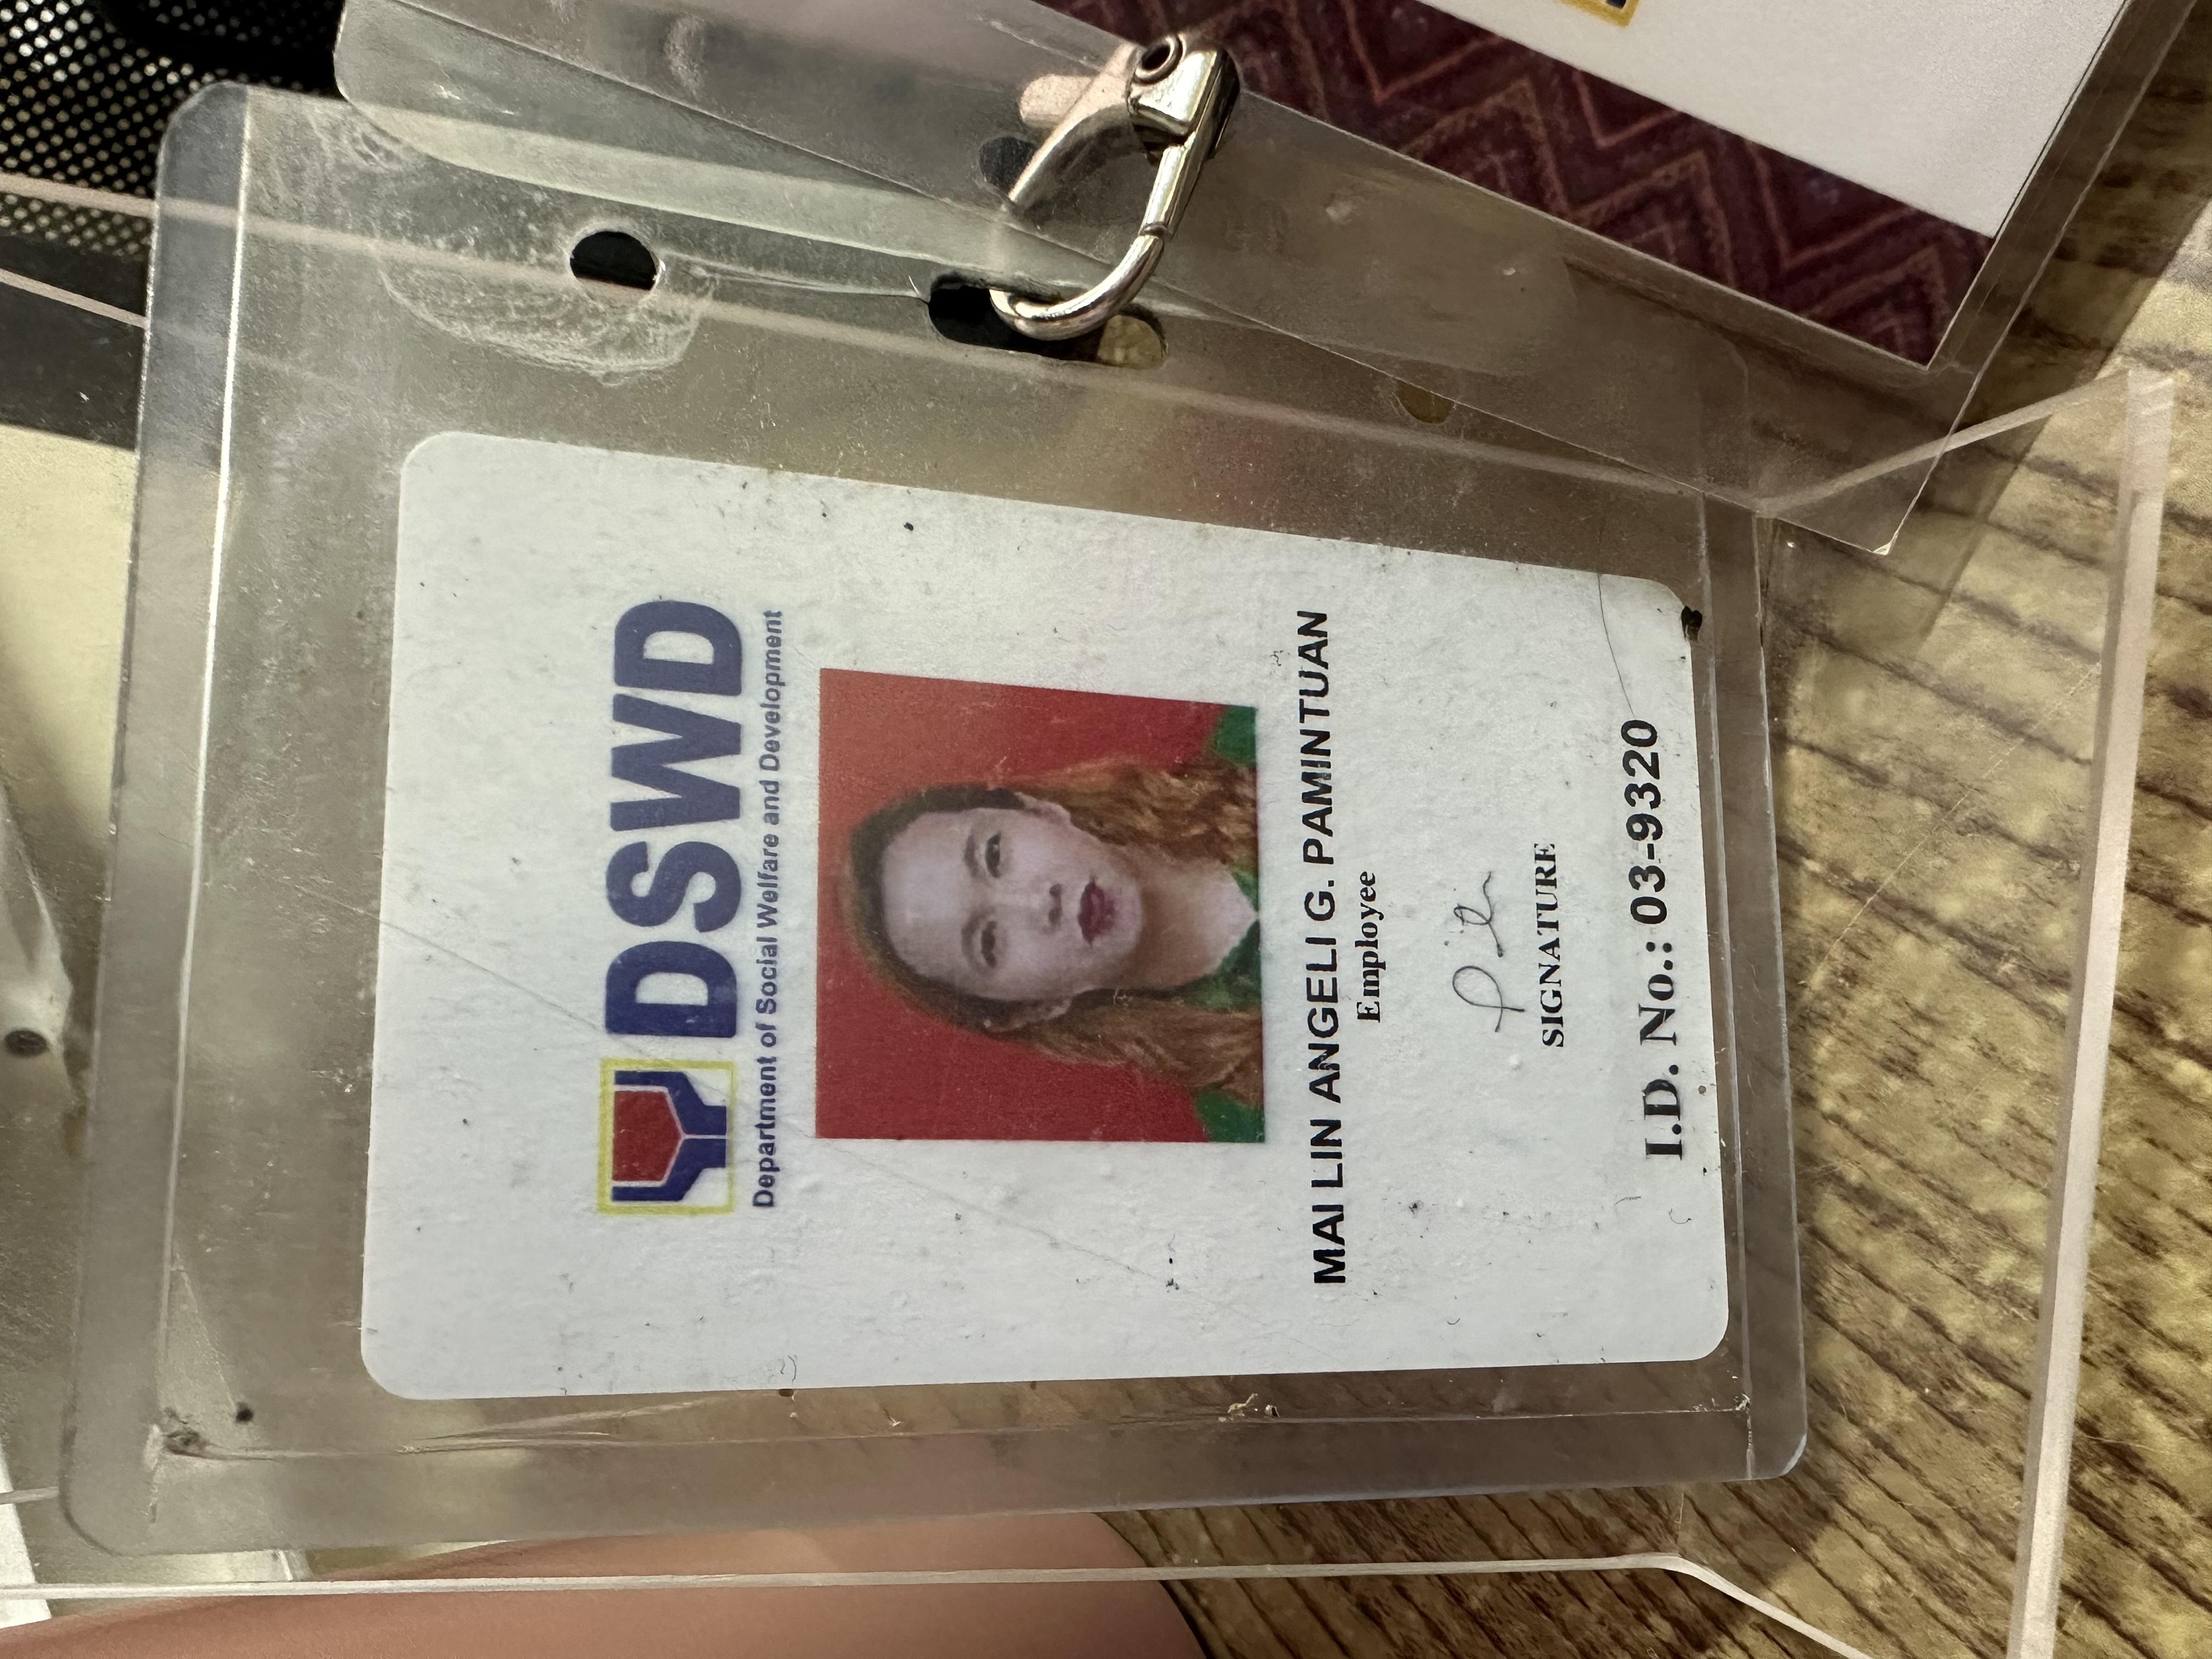 DSWD
Department of Social Welfare and Development
MAI LIN ANGELI G. PAMINTUAN
Employee
SIGNATURE
I.D. No.: 03-9320